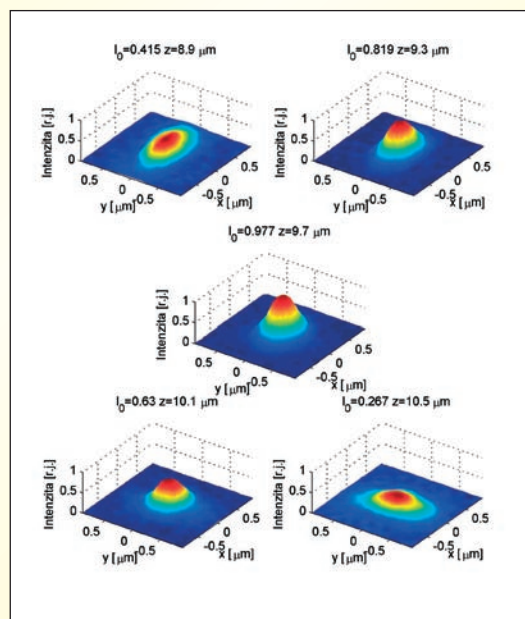 I₀=0.415 z=8.9 μm
Intenzita [r.j.]
1
0.5
0
0.5
0
-0.5
y [μm]
-0.5
0
0.5
x [μm]
I₀=0.819 z=9.3 μm
Intenzita [r.j.]
1
0.5
0
0.5
0
-0.5
y [μm]
-0.5
0
0.5
x [μm]
I₀=0.977 z=9.7 μm
Intenzita [r.j.]
1
0.5
0
0.5
0
-0.5
y [μm]
-0.5
0
0.5
x [μm]
I₀=0.63 z=10.1 μm
Intenzita [r.j.]
1
0.5
0
0.5
0
-0.5
y [μm]
-0.5
0
0.5
x [μm]
I₀=0.267 z=10.5 μm
Intenzita [r.j.]
1
0.5
0
0.5
0
-0.5
y [μm]
-0.5
0
0.5
x [μm]